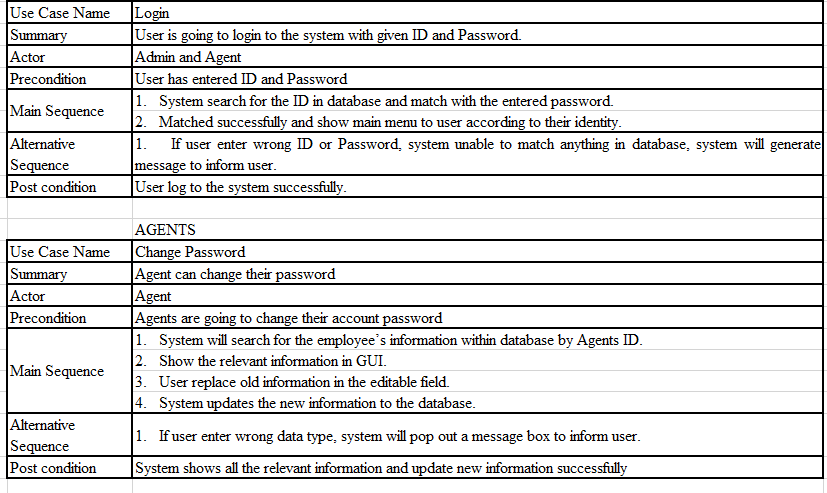 Use Case Name Login
Summary User is going to login to the system with given ID and Password.
Actor Admin and Agent
Precondition User has entered ID and Password
Main Sequence
1. System search for the ID in database and match with the entered password.
2. Matched successfully and show main menu to user according to their identity.
Alternative Sequence
1. If user enter wrong ID or Password, system unable to match anything in database, system will generate
message to inform user.
Post condition User log to the system successfully.
AGENTS
Use Case Name Change Password
Summary Agent can change their password
Actor Agent
Precondition Agents are going to change their account password
Main Sequence
1. System will search for the employee’s information within database by Agents ID.
2. Show the relevant information in GUI.
3. User replace old information in the editable field.
4. System updates the new information to the database.
Alternative
Sequence
1. If user enter wrong data type, system will pop out a message box to inform user.
Post condition System shows all the relevant information and update new information successfully